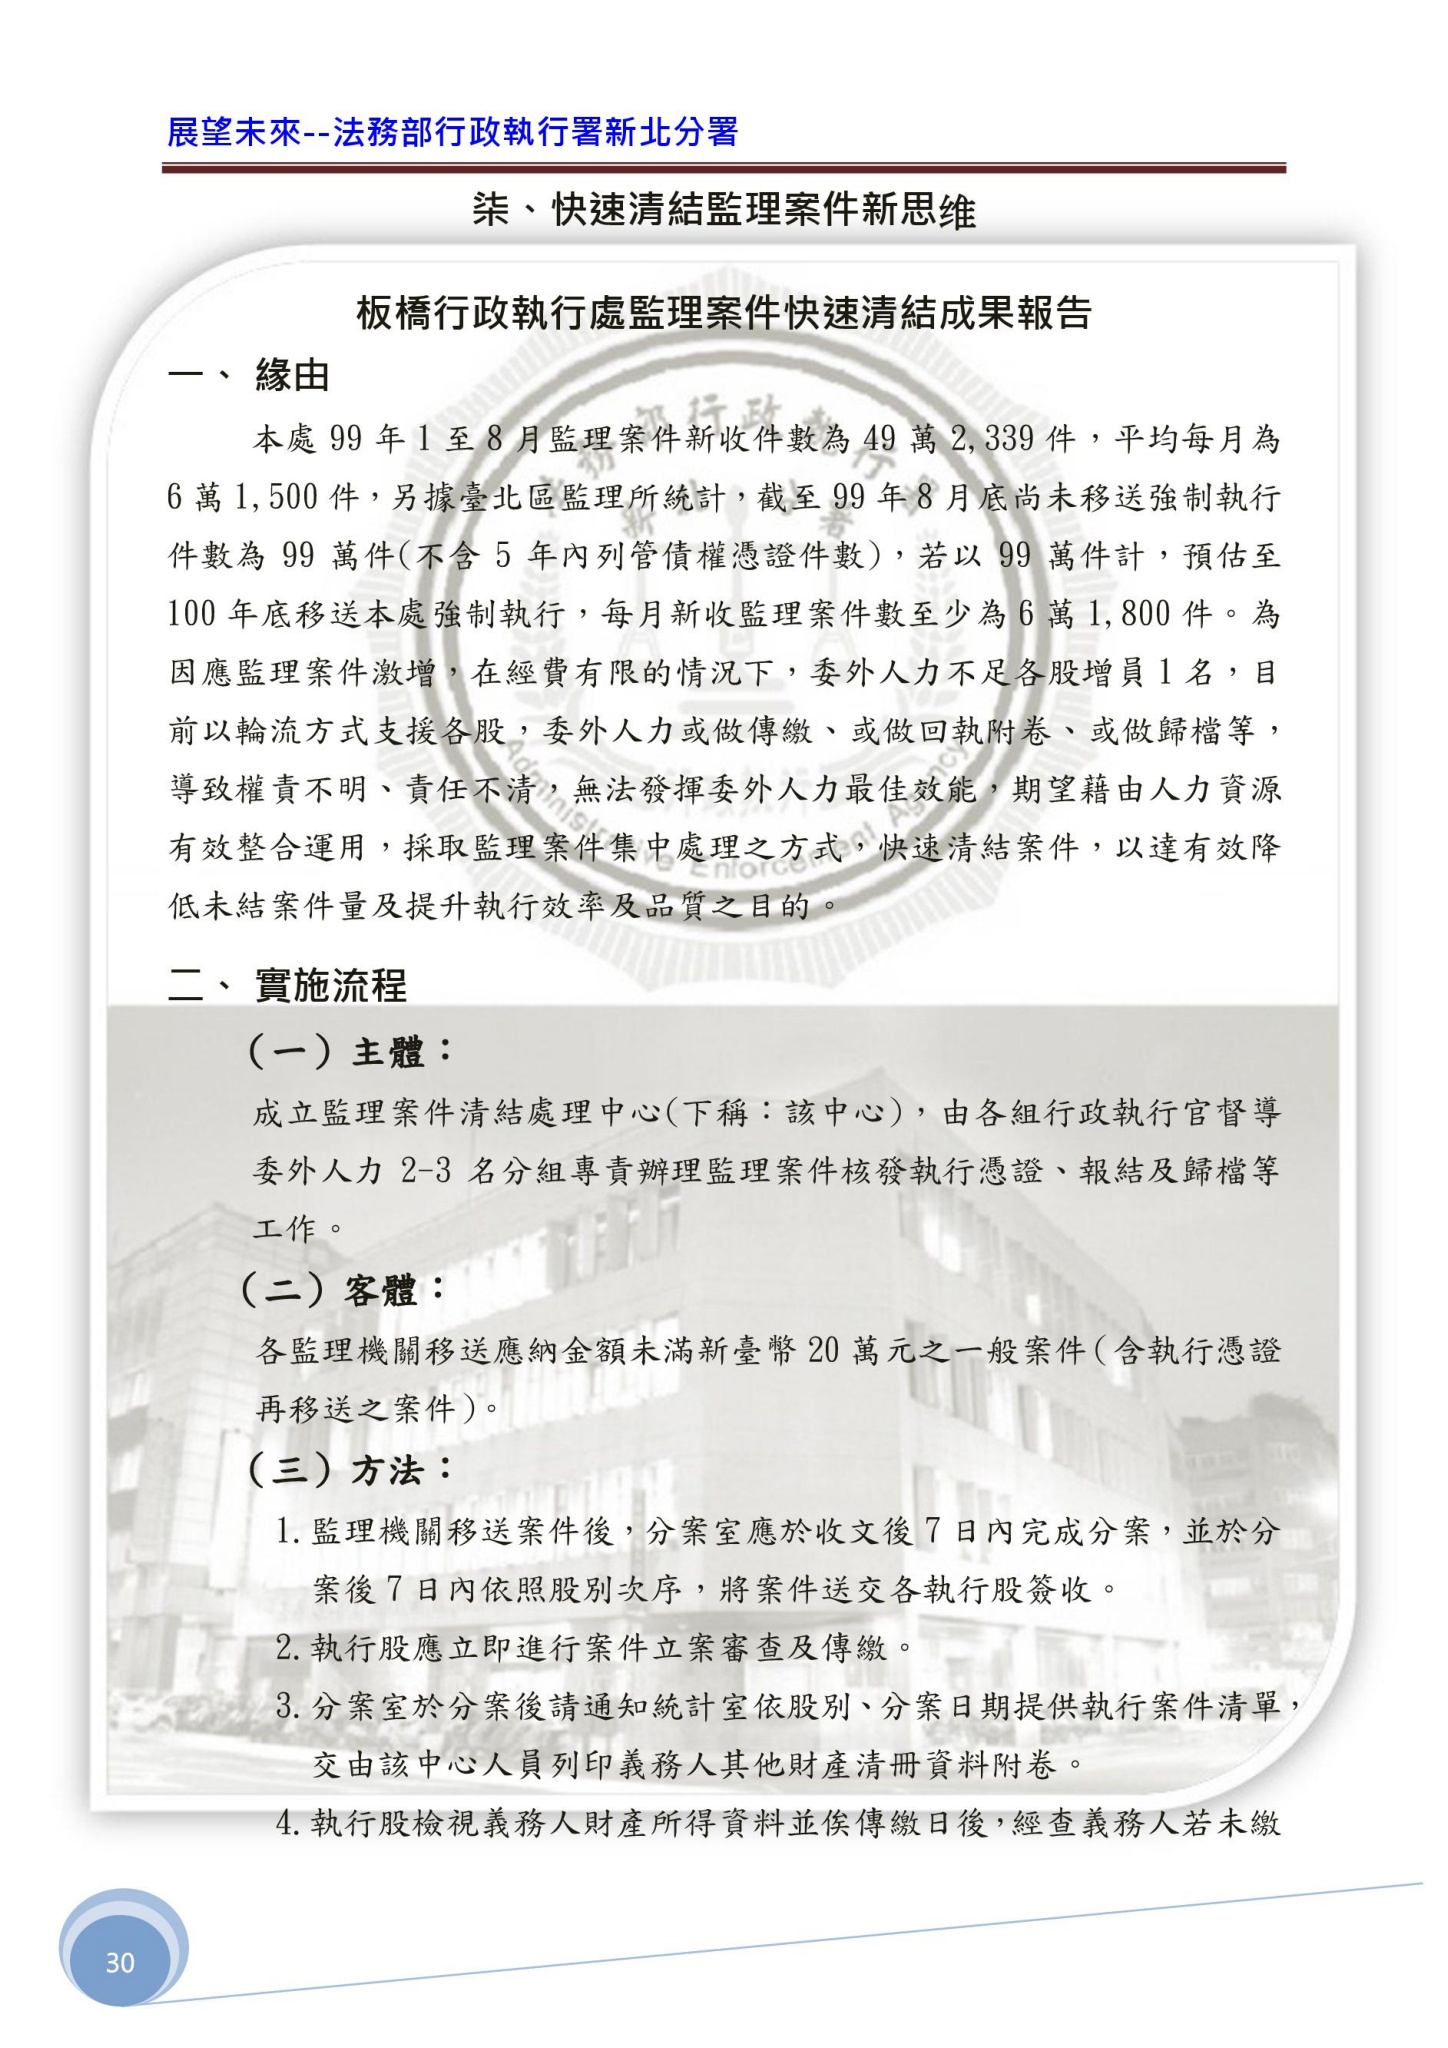 展望未來--法務部行政執行署新北分署
柒、快速清結監理案件新思維
板橋行政執行處監理案件快速清結成果報告
一、 緣由
本處 99 年 1 至 8 月監理案件新收件數為 49 萬 2,339 件，平均每月為
6 萬 1,500 件，另據臺北區監理所統計，截至 99 年 8 月底尚未移送強制執行
件數為 99 萬件(不含 5 年內列管債權憑證件數)，若以 99 萬件計，預估至
100 年底移送本處強制執行，每月新收監理案件數至少為 6 萬 1,800 件。為
因應監理案件激增，在經費有限的情況下，委外人力不足各股增員 1 名，目
前以輪流方式支援各股，委外人力或做傳繳、或做回執附卷、或做歸檔等，
導致權責不明、責任不清，無法發揮委外人力最佳效能，期望藉由人力資源
有效整合運用，採取監理案件集中處理之方式，快速清結案件，以達有效降
低未結案件量及提升執行效率及品質之目的。
法務部行政執行署
新北分署
Administrative Enforcement Agency
二、 實施流程
（一）主體：
成立監理案件清結處理中心(下稱：該中心)，由各組行政執行官督導
委外人力 2-3 名分組專責辦理監理案件核發執行憑證、報結及歸檔等
工作。
（二）客體：
各監理機關移送應納金額未滿新臺幣 20 萬元之一般案件(含執行憑證
再移送之案件)。
（三）方法：
1. 監理機關移送案件後，分案室應於收文後 7 日內完成分案，並於分
案後 7 日內依照股別次序，將案件送交各執行股簽收。
2. 執行股應立即進行案件立案審查及傳繳。
3. 分案室於分案後請通知統計室依股別、分案日期提供執行案件清單，
交由該中心人員列印義務人其他財產清冊資料附卷。
4. 執行股檢視義務人財產所得資料並俟傳繳日後，經查義務人若未繳
30